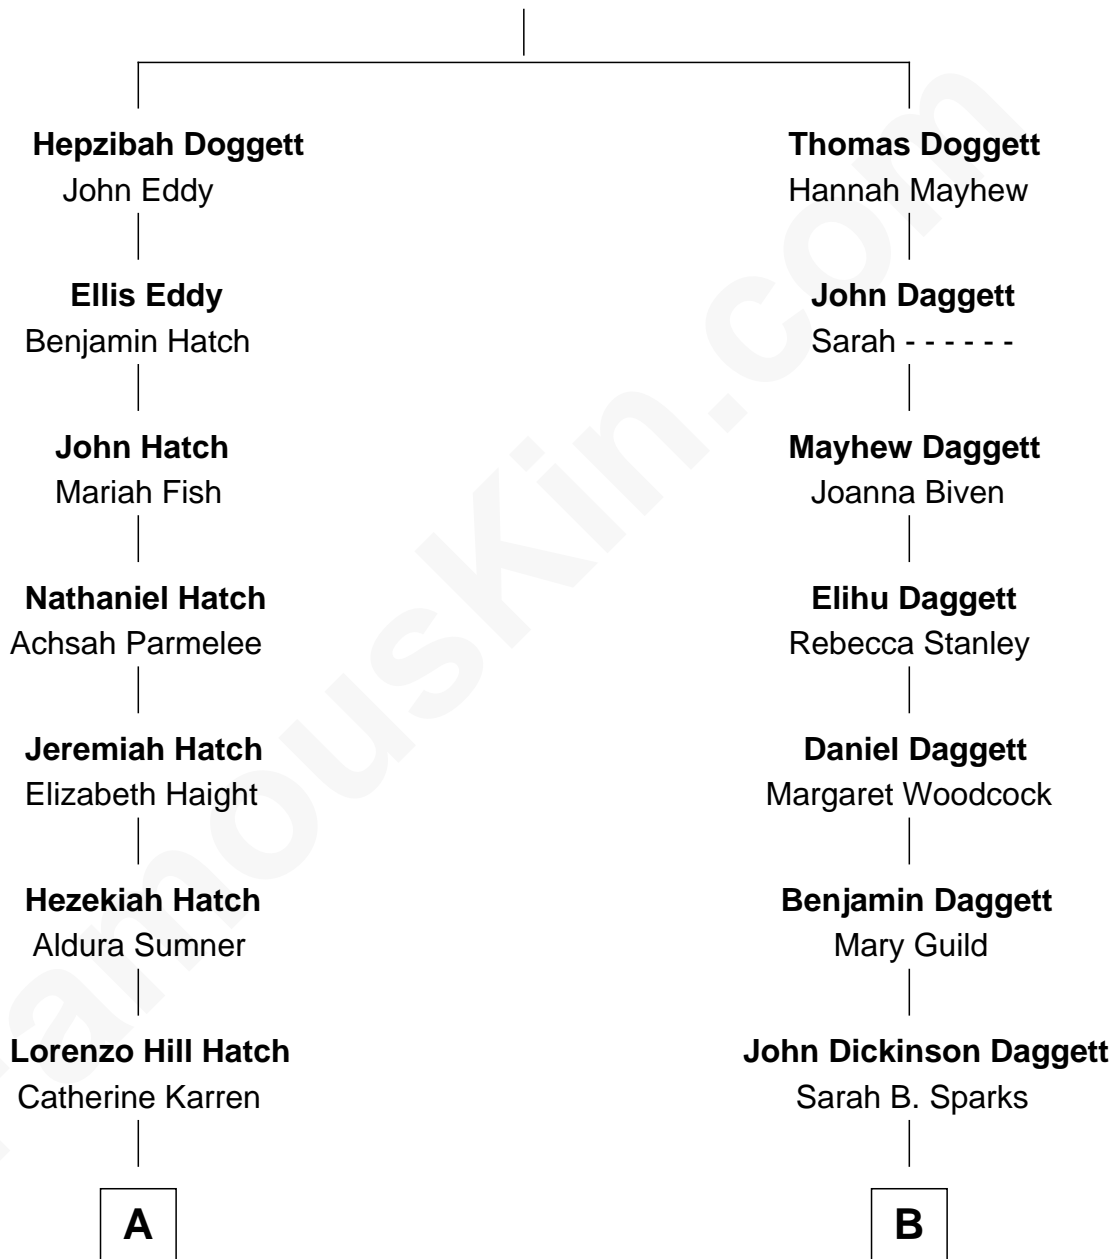 Hepzibah Doggett
John Eddy
Thomas Doggett
Hannah Mayhew
Ellis Eddy
Benjamin Hatch
John Daggett
Sarah - - - - - -
John Hatch
Mariah Fish
Mayhew Daggett
Joanna Biven
Nathaniel Hatch
Achsah Parmelee
Elihu Daggett
Rebecca Stanley
Jeremiah Hatch
Elizabeth Haight
Daniel Daggett
Margaret Woodcock
Hezekiah Hatch
Aldura Sumner
Benjamin Daggett
Mary Guild
Lorenzo Hill Hatch
Catherine Karren
John Dickinson Daggett
Sarah B. Sparks
A
B
FamousKin.com